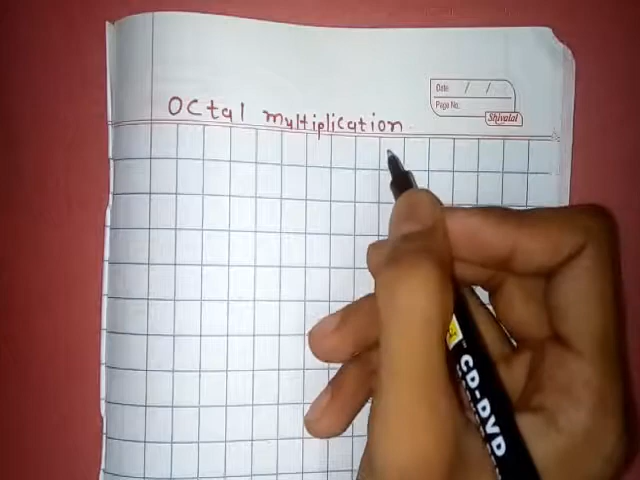 Octal multiplication
Date: / /
Page No.
Shivalal
CD-DVD